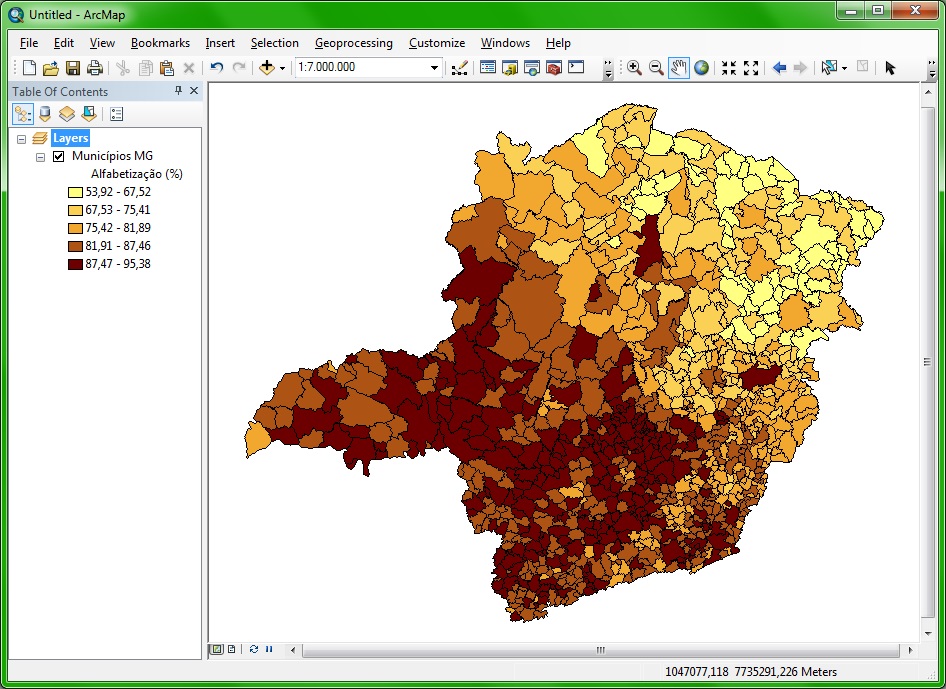 Untitled - ArcMap
File Edit View Bookmarks Insert Selection Geoprocessing Customize Windows Help
1:7.000.000
Table Of Contents
Layers
Municípios MG
Alfabetização (%)
53,92 - 67,52
67,53 - 75,41
75,42 - 81,89
81,91 - 87,46
87,47 - 95,38
1047077,118 7735291,226 Meters